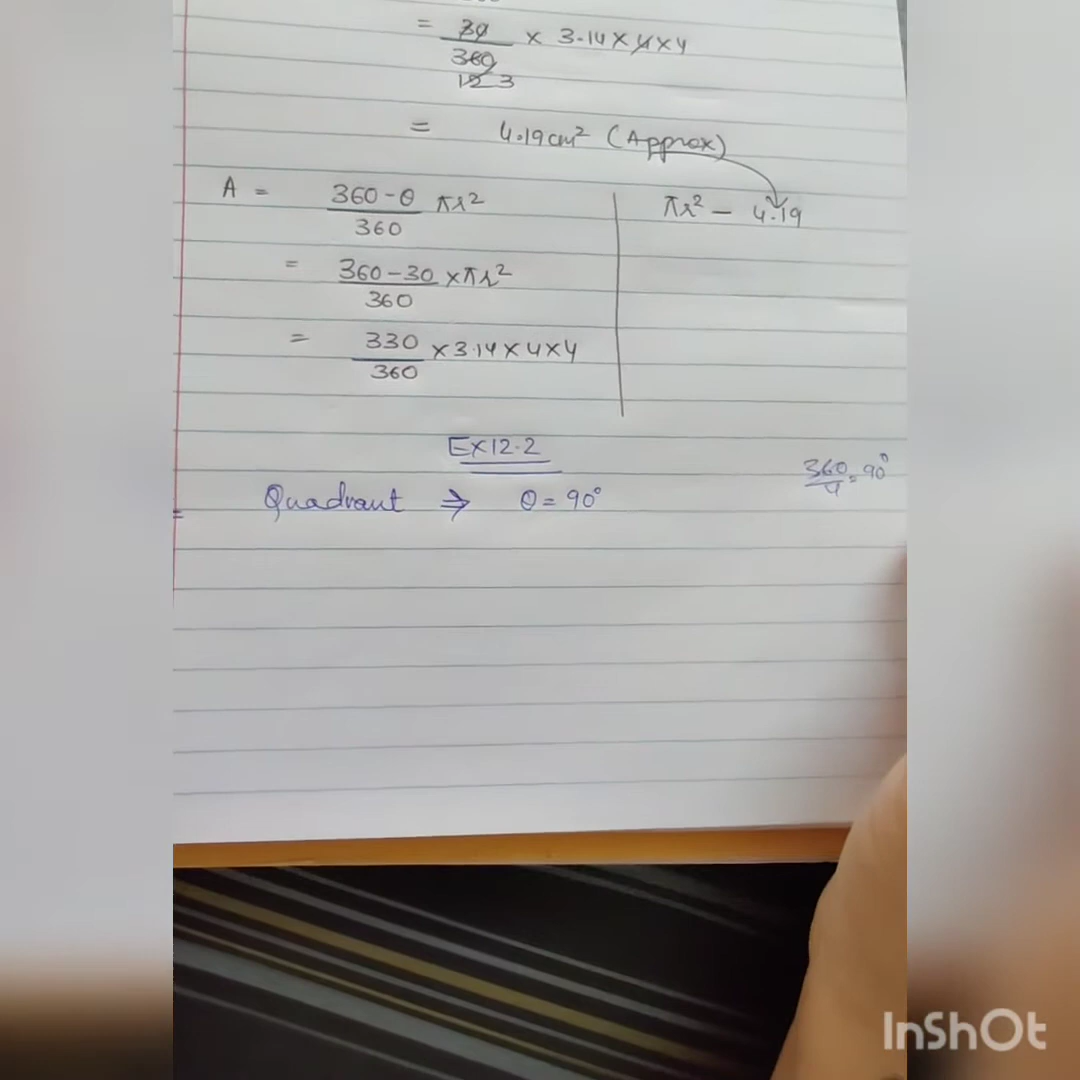 = 30/360 × 3.14 × 4 × 4
12 3
= 4.19 cm² (Approx)
A = 360 - θ/360 πr²
πr² - 4.19
= 360 - 30/360 × πr²
= 330/360 × 3.14 × 4 × 4
Ex 12.2
360/4 = 90°
Quadrant ⇒ θ = 90°
=
InShOt